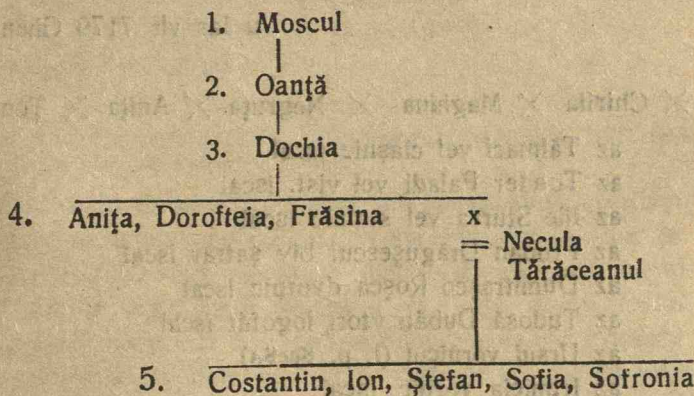 1. Moscul
2. Oanţă
3. Dochia
4. Aniţa, Dorofteia, Frăsina x
= Necula
Tărăceanul
5. Costantin, Ion, Ştefan, Sofia, Sofronia